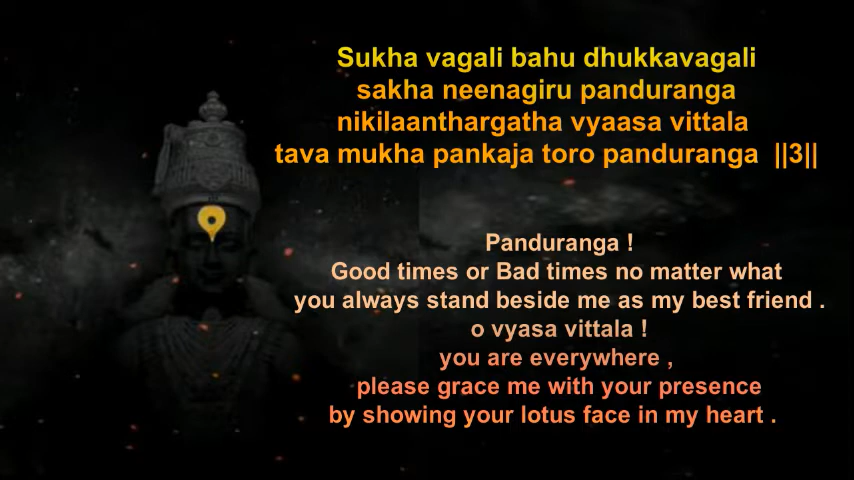 Sukha vagali bahu dhukkavagali
sakha neenagiru panduranga
nikilaanthargatha vyaasa vittala
tava mukha pankaja toro panduranga ||3||
Panduranga !
Good times or Bad times no matter what
you always stand beside me as my best friend .
o vyasa vittala !
you are everywhere ,
please grace me with your presence
by showing your lotus face in my heart .